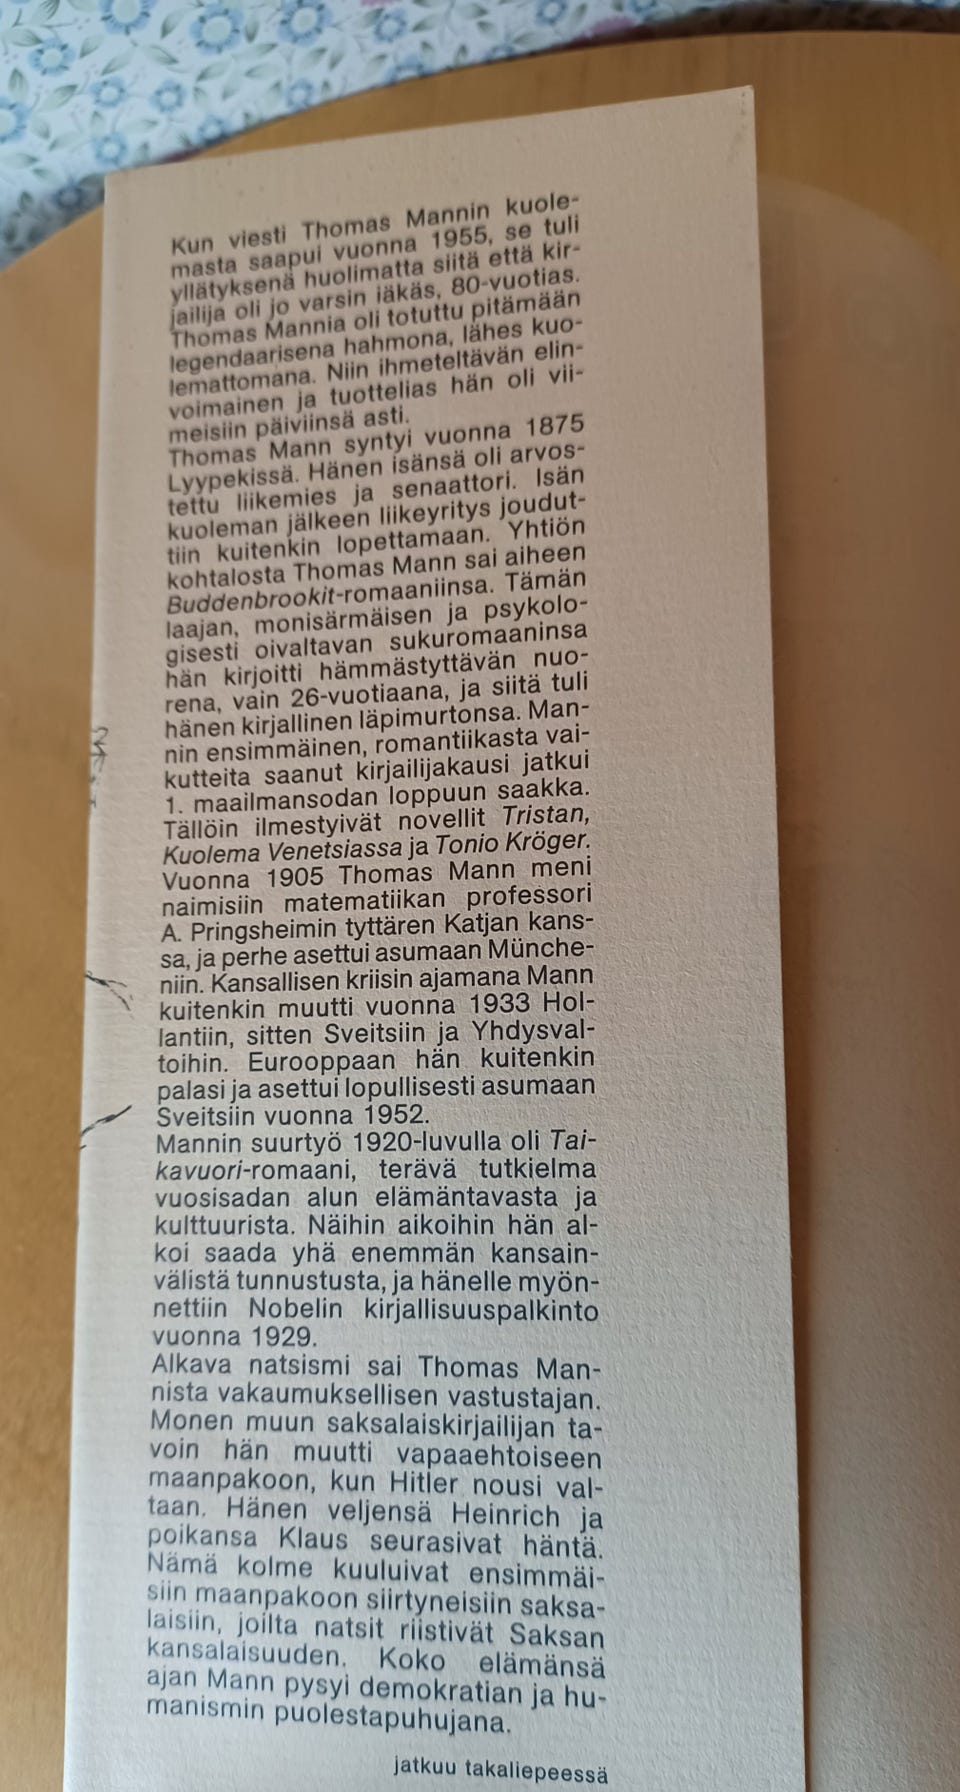 Kun viesti Thomas Mannin kuole-
masta saapui vuonna 1955, se tuli
yllätyksenä huolimatta siitä että kir-
jailija oli jo varsin iäkäs, 80-vuotias.
Thomas Mannia oli totuttu pitämään
legendaarisena hahmona, lähes kuo-
lemattomana. Niin ihmeteltävän elin-
voimainen ja tuottelias hän oli vii-
meisiin päiviinsä asti.
Thomas Mann syntyi vuonna 1875
Lyypekissä. Hänen isänsä oli arvos-
tettu liikemies ja senaattori. Isän
kuoleman jälkeen liikeyritys joudut-
tiin kuitenkin lopettamaan. Yhtiön
kohtalosta Thomas Mann sai aiheen
Buddenbrookit-romaaniinsa. Tämän
laajan, monisärmäisen ja psykolo-
gisesti oivaltavan sukuromaaninsa
hän kirjoitti hämmästyttävän nuo-
rena, vain 26-vuotiaana, ja siitä tuli
hänen kirjallinen läpimurtonsa. Man-
nin ensimmäinen, romantiikasta vai-
kutteita saanut kirjailijakausi jatkui
1. maailmansodan loppuun saakka.
Tällöin ilmestyivät novellit Tristan,
Kuolema Venetsiassa ja Tonio Kröger.
Vuonna 1905 Thomas Mann meni
naimisiin matematiikan professori
A. Pringsheimin tyttären Katjan kans-
sa, ja perhe asettui asumaan Münche-
niin. Kansallisen kriisin ajamana Mann
kuitenkin muutti vuonna 1933 Hol-
lantiin, sitten Sveitsiin ja Yhdysval-
toihin. Eurooppaan hän kuitenkin
palasi ja asettui lopullisesti asumaan
Sveitsiin vuonna 1952.
Mannin suurtyö 1920-luvulla oli Tai-
kavuori-romaani, terävä tutkielma
vuosisadan alun elämäntavasta ja
kulttuurista. Näihin aikoihin hän al-
koi saada yhä enemmän kansain-
välistä tunnustusta, ja hänelle myön-
nettiin Nobelin kirjallisuuspalkinto
vuonna 1929.
Alkava natsismi sai Thomas Man-
nista vakaumuksellisen vastustajan.
Monen muun saksalaiskirjailijan ta-
voin hän muutti vapaaehtoiseen
maanpakoon, kun Hitler nousi val-
taan. Hänen veljensä Heinrich ja
poikansa Klaus seurasivat häntä.
Nämä kolme kuuluivat ensimmäi-
siin maanpakoon siirtyneisiin saksa-
laisiin, joilta natsit riistivät Saksan
kansalaisuuden. Koko elämänsä
ajan Mann pysyi demokratian ja hu-
manismin puolestapuhujana.
jatkuu takaliepeessä